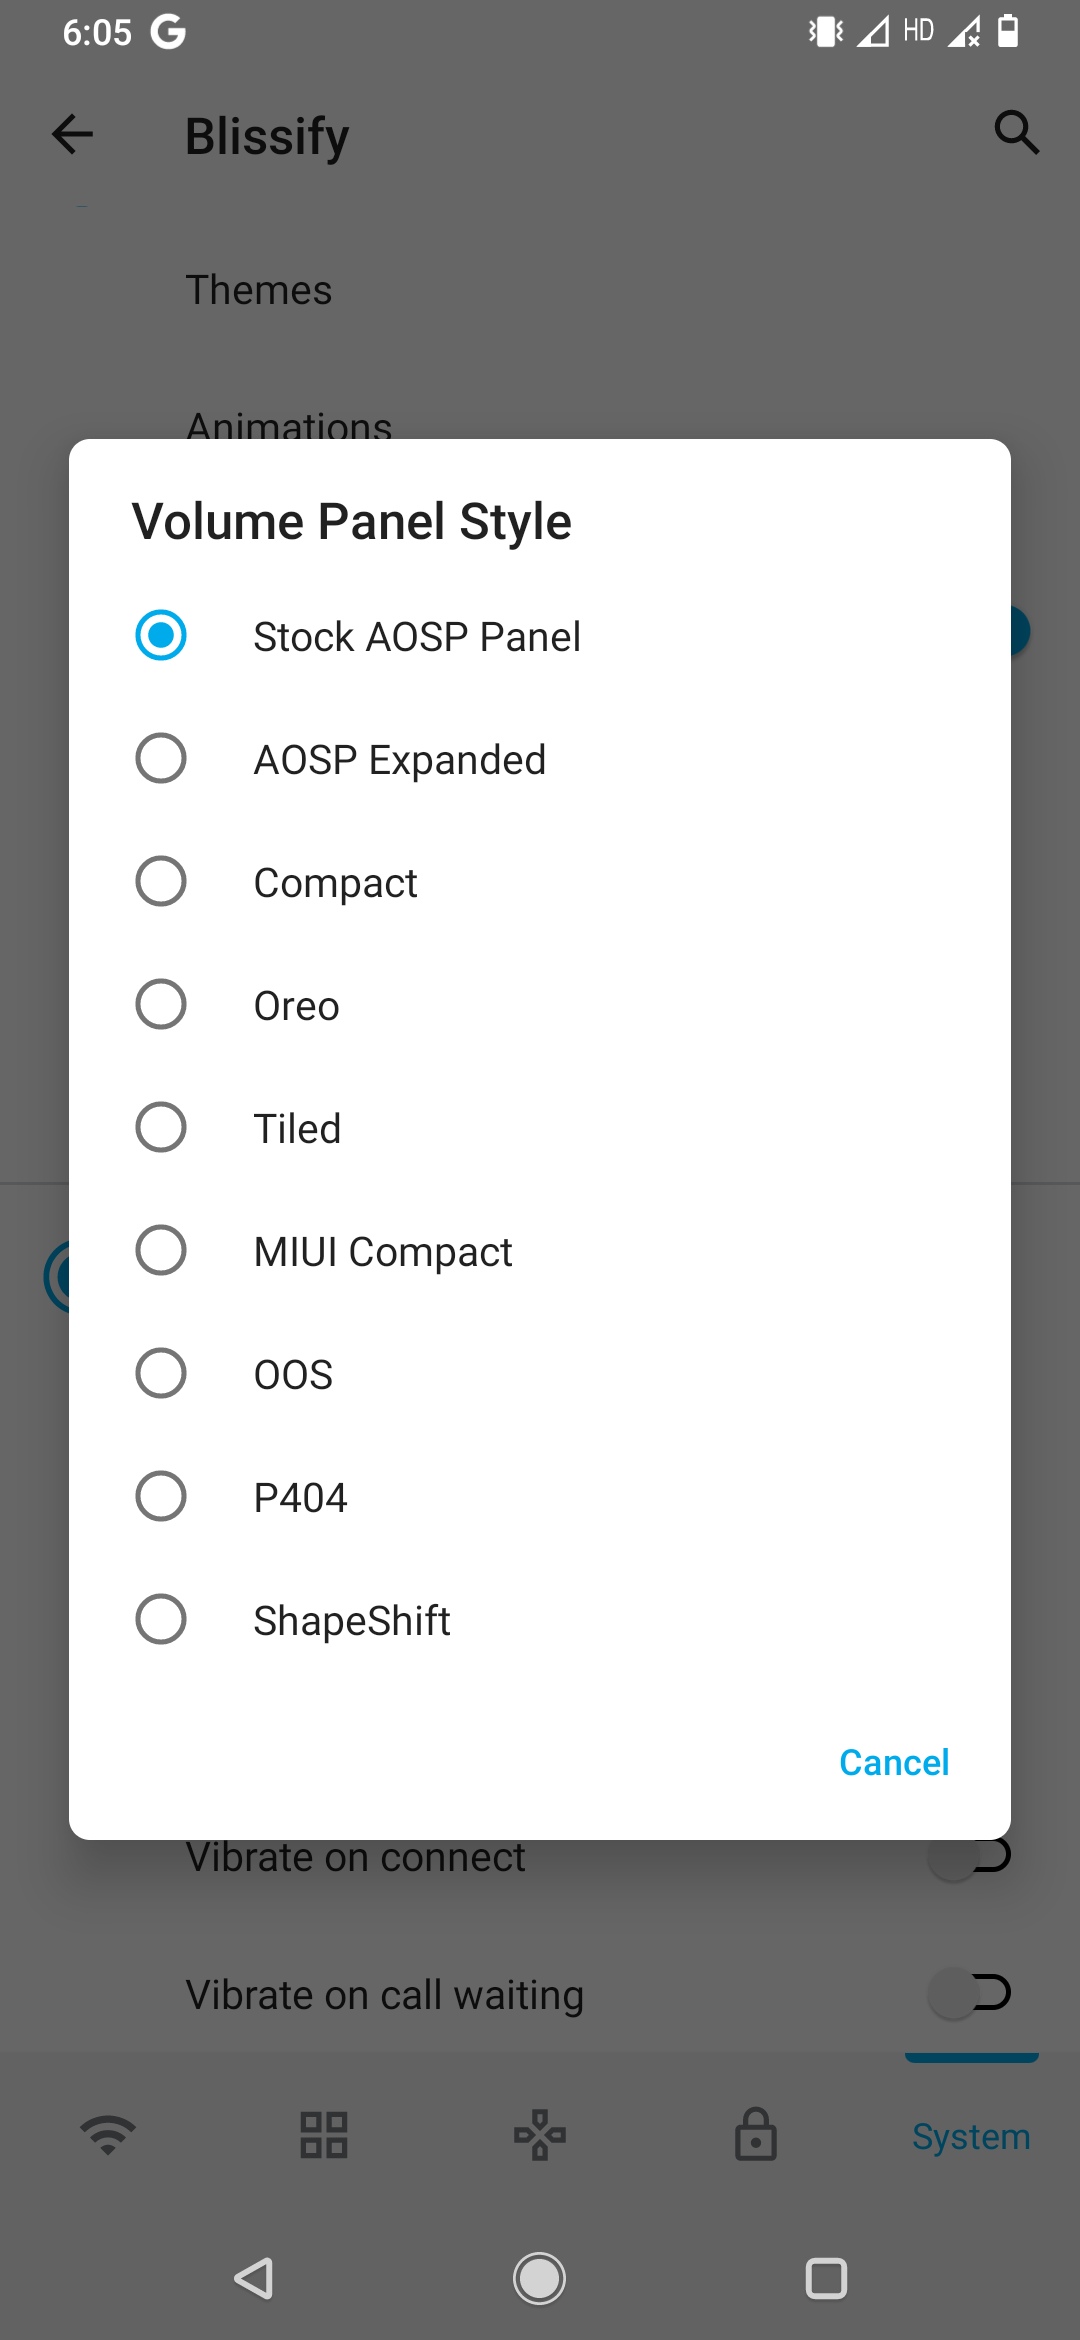 6:05 G HD
Blissify
Themes
Animations
Volume Panel Style
Stock AOSP Panel
AOSP Expanded
Compact
Oreo
Tiled
MIUI Compact
OOS
P404
ShapeShift
Cancel
Vibrate on connect
Vibrate on call waiting
System